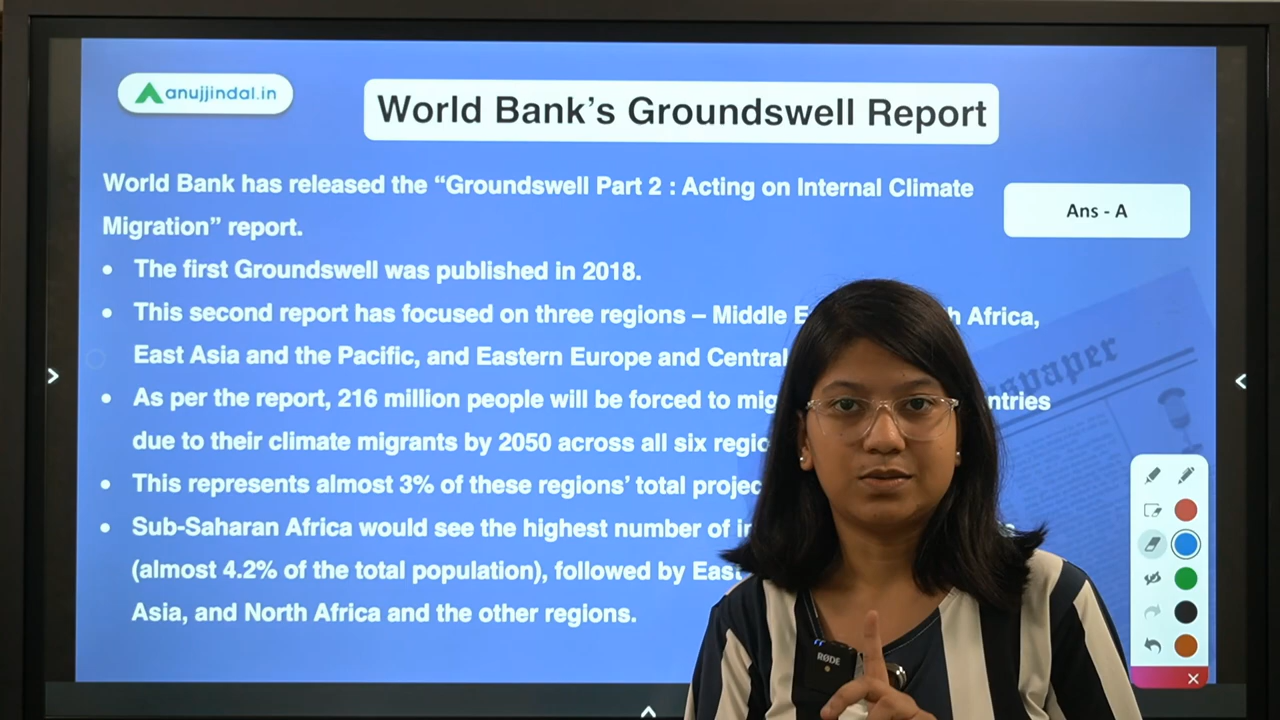 anujjindal.in
World Bank's Groundswell Report
World Bank has released the “Groundswell Part 2 : Acting on Internal Climate
Migration” report.
Ans - A
• The first Groundswell was published in 2018.
• This second report has focused on three regions – Middle Africa,
East Asia and the Pacific, and Eastern Europe and Central
• As per the report, 216 million people will be forced to
due to their climate migrants by 2050 across all six
• This represents almost 3% of these regions' total
• Sub-Saharan Africa would see the highest number of
(almost 4.2% of the total population), followed by East
Asia, and North Africa and the other regions.
RØDE